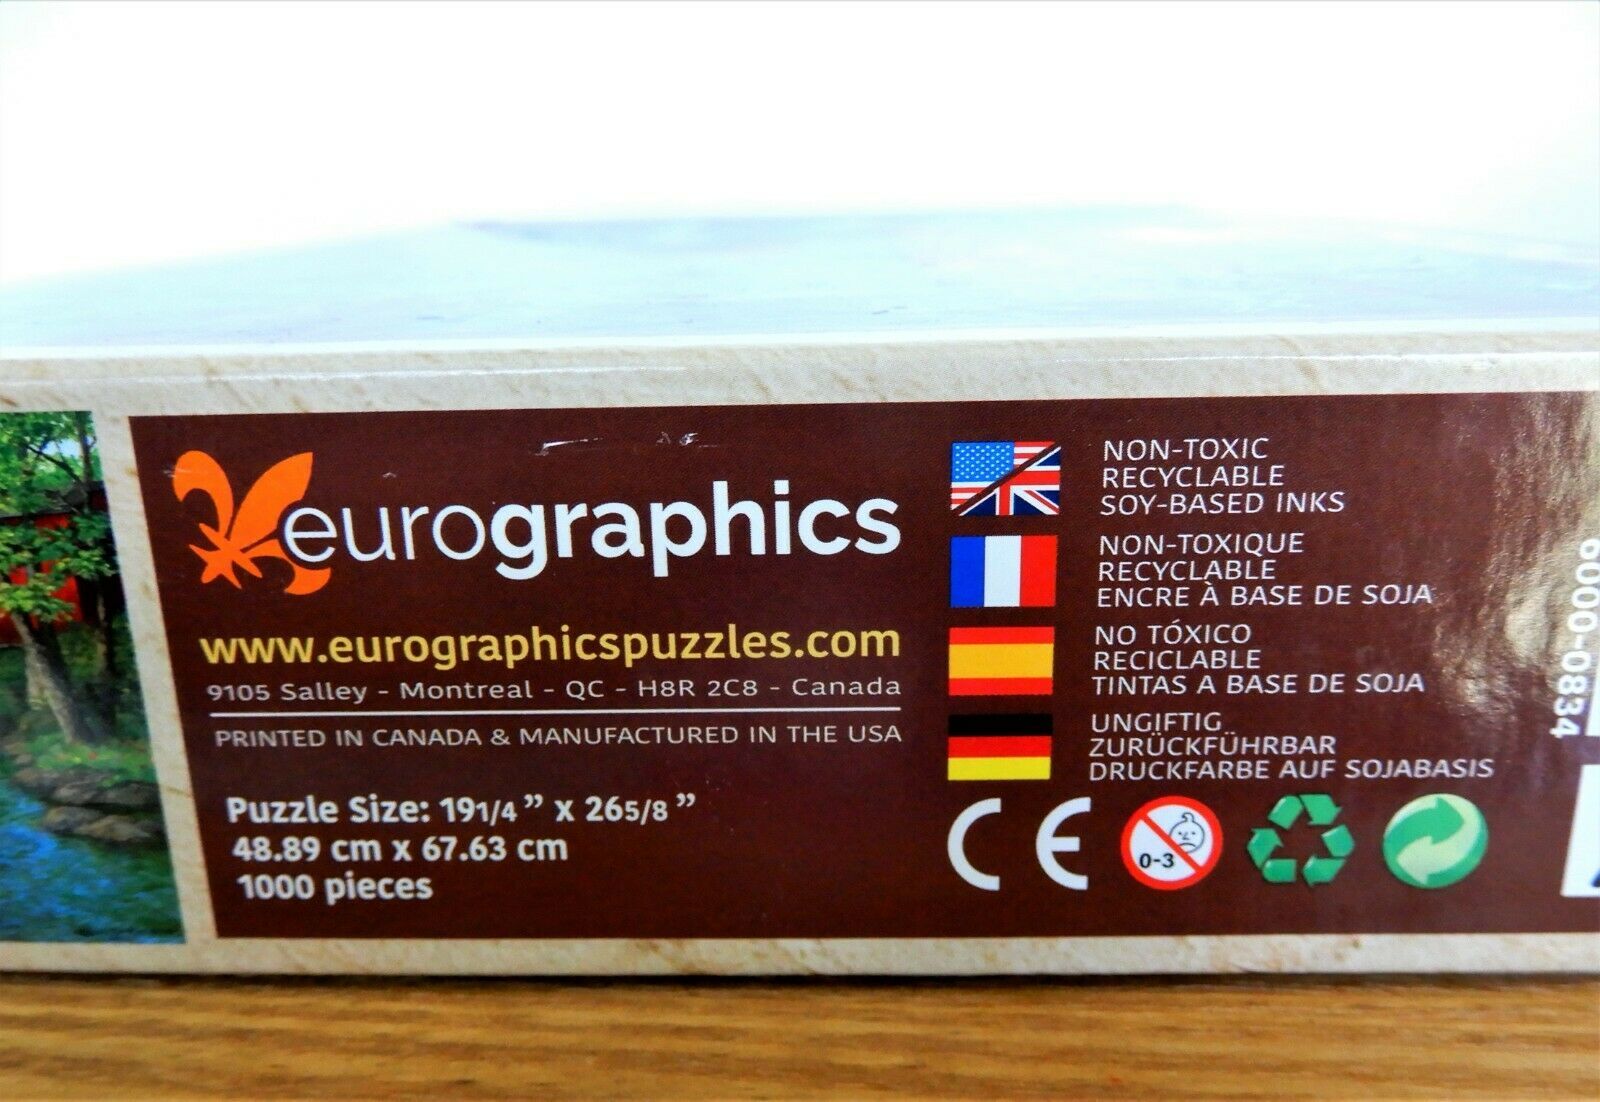 eurographics
www.eurographicspuzzles.com
9105 Salley - Montreal - QC - H8R 2C8 - Canada
PRINTED IN CANADA & MANUFACTURED IN THE USA
Puzzle Size: 19 1/4 " x 26 5/8 "
48.89 cm x 67.63 cm
1000 pieces
NON-TOXIC
RECYCLABLE
SOY-BASED INKS
NON-TOXIQUE
RECYCLABLE
ENCRE À BASE DE SOJA
NO TÓXICO
RECICLABLE
TINTAS A BASE DE SOJA
UNGIFTIG
ZURÜCKFÜHRBAR
DRUCKFARBE AUF SOJABASIS
CE
0-3
6000-0834